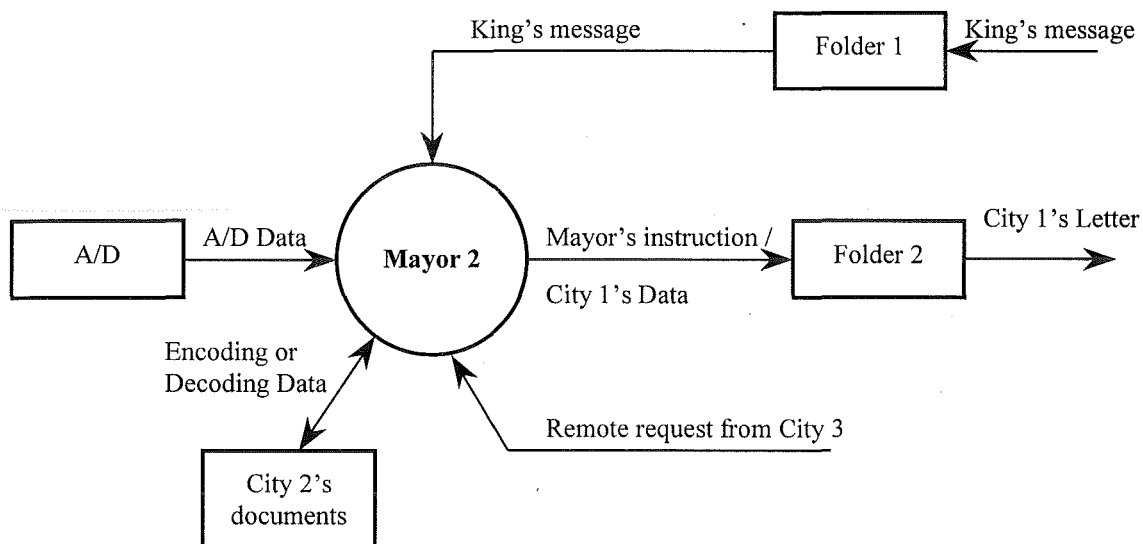 King's message
Folder 1
King's message
A/D
A/D Data
Mayor 2
Mayor's instruction /
City 1's Data
Folder 2
City 1's Letter
Encoding or
Decoding Data
Remote request from City 3
City 2's
documents